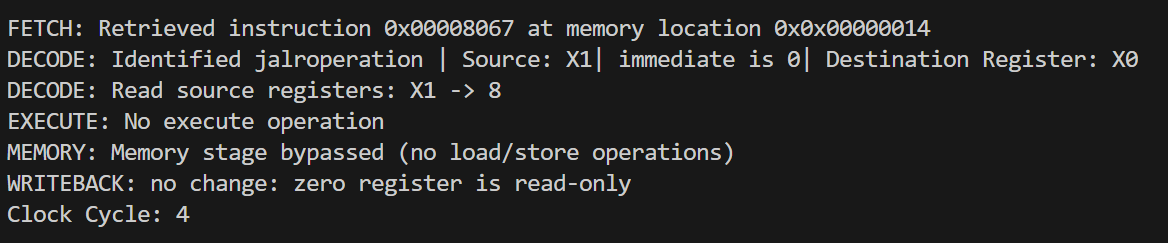 FETCH: Retrieved instruction 0x00008067 at memory location 0x0x00000014
DECODE: Identified jalroperation | Source: X1| immediate is 0| Destination Register: X0
DECODE: Read source registers: X1 -> 8
EXECUTE: No execute operation
MEMORY: Memory stage bypassed (no load/store operations)
WRITEBACK: no change: zero register is read-only
Clock Cycle: 4